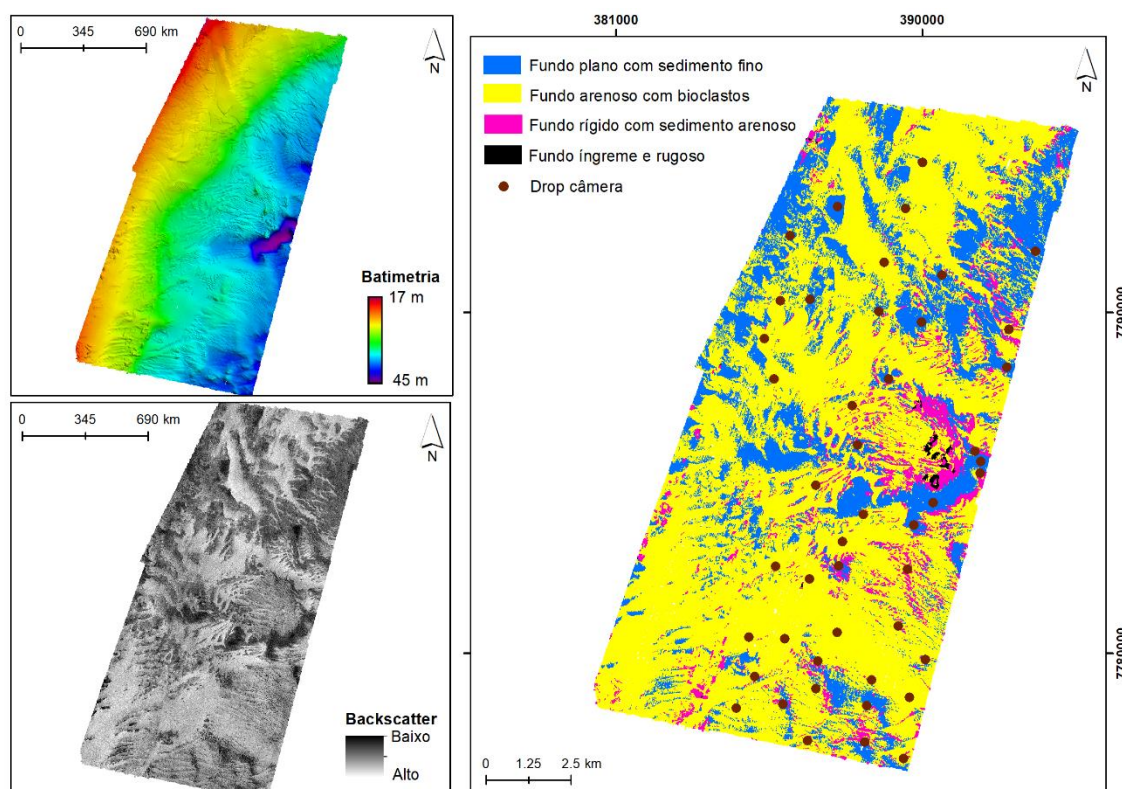 0 345 690 km
N
Batimetria
17 m
45 m
0 345 690 km
N
Backscatter
Baixo
Alto
381000 390000
Fundo plano com sedimento fino
Fundo arenoso com bioclastos
Fundo rígido com sedimento arenoso
Fundo íngreme e rugoso
Drop câmera
N
7790000
7780000
0 1.25 2.5 km